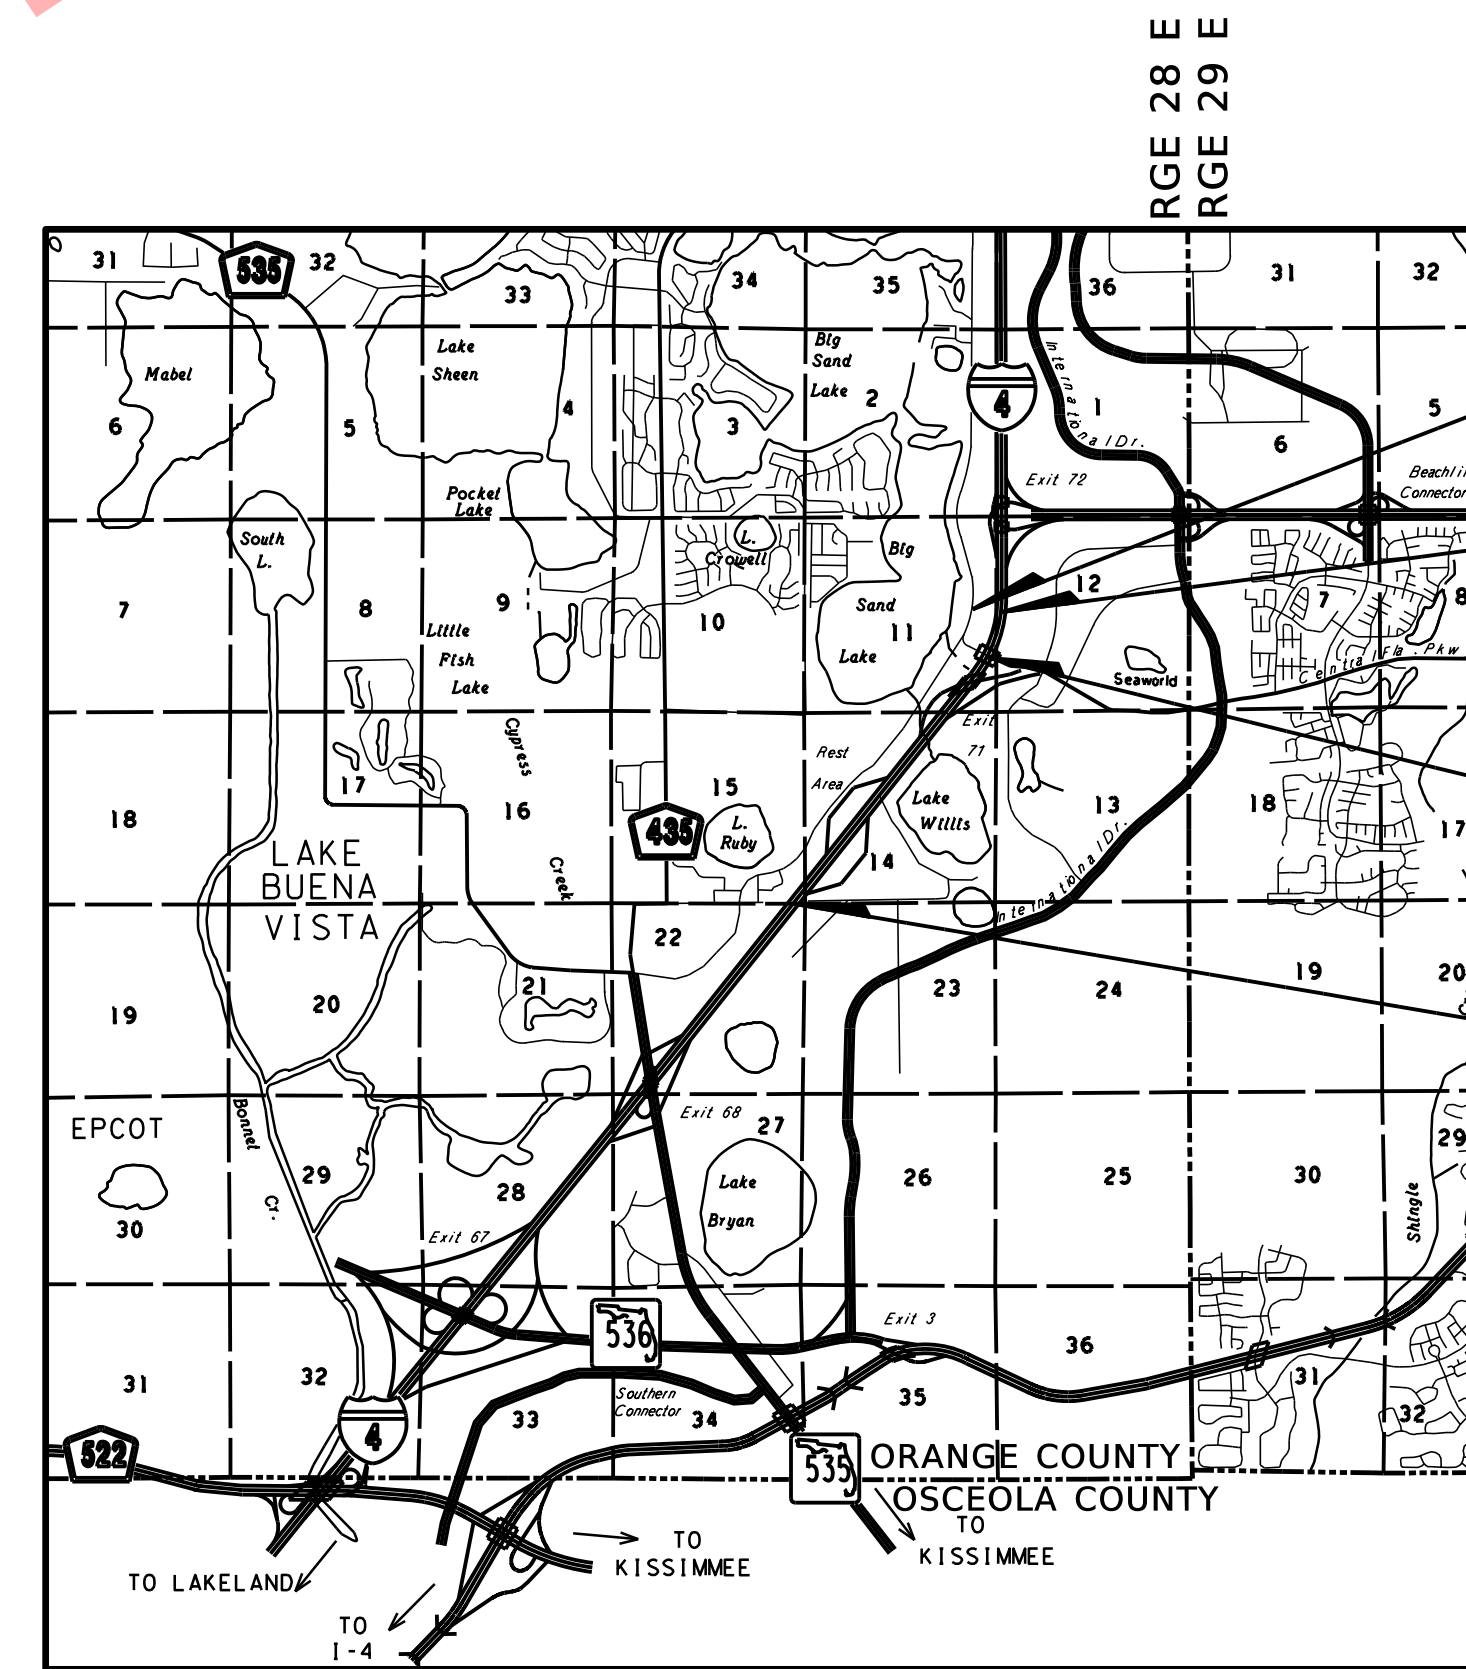 RGE 28 E
RGE 29 E
31
535
32
33
34
35
36
31
32
Mabel
Lake
Sheen
Big
Sand
Lake
2
4
International Dr.
1
6
5
4
3
6
5
Pocket
Lake
Exit 72
Beachli
Connector
South
L.
L.
Crowell
Big
12
7
8
9
10
Sand
11
Lake
7
8
Little
Fish
Lake
Central Fla. Pkw
Seaworld
Cypress
Exit
71
Rest
Area
17
16
15
18
435
L.
Ruby
Lake
Willis
13
18
17
14
International Dr.
LAKE
BUENA
VISTA
Creek
22
21
20
19
23
24
19
20
EPCOT
Bonnet
Cr.
Exit 68
27
29
28
30
Lake
Bryan
26
25
30
29
Shingle
Exit 67
536
Exit 3
36
31
32
33
Southern
Connector
34
35
31
32
4
522
535
ORANGE COUNTY
OSCEOLA COUNTY
TO
KISSIMMEE
TO
KISSIMMEE
TO LAKELAND
TO
I-4